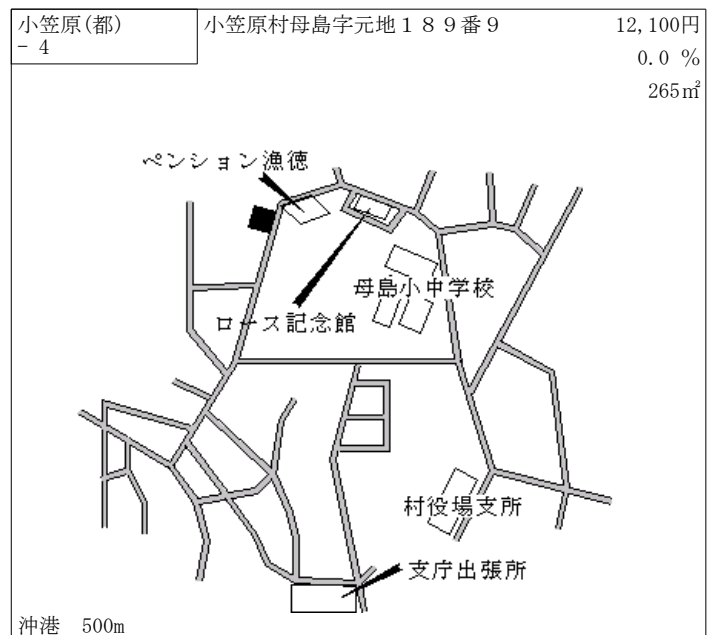 小笠原(都)
－4
小笠原村母島字元地１８９番９
12,100円
0.0 %
265㎡
ペンション漁徳
母島小中学校
ロース記念館
村役場支所
支庁出張所
沖港　500m